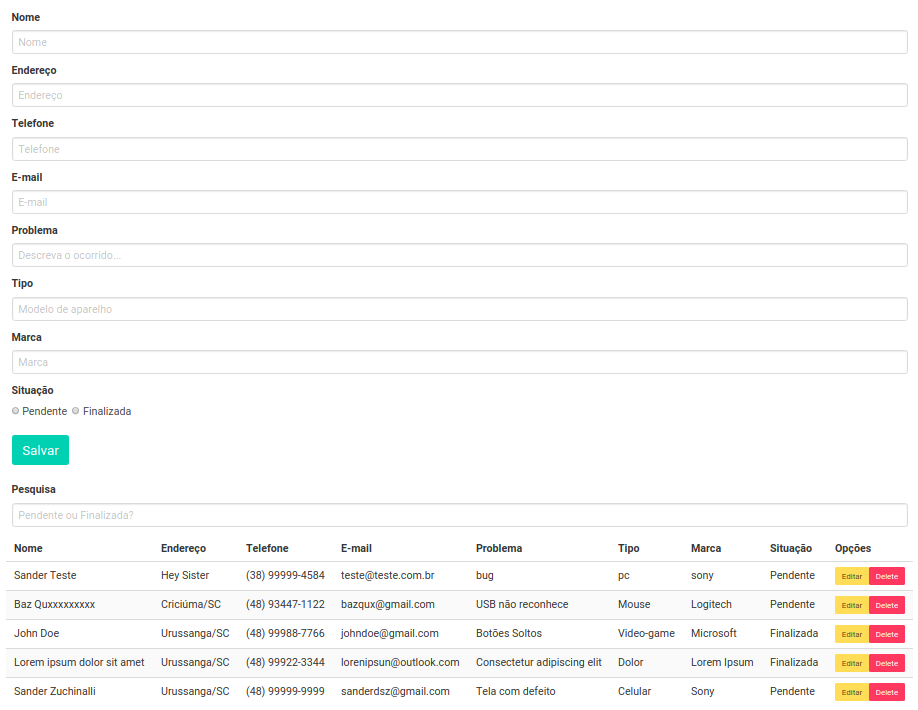 Nome
Nome
Endereço
Endereço
Telefone
Telefone
E-mail
E-mail
Problema
Descreva o ocorrido...
Tipo
Modelo de aparelho
Marca
Marca
Situação
Pendente Finalizada
Salvar
Pesquisa
Pendente ou Finalizada?
Nome Endereço Telefone E-mail Problema Tipo Marca Situação Opções
Sander Teste Hey Sister (38) 99999-4584 teste@teste.com.br bug pc sony Pendente Editar Delete
Baz Quxxxxxxxxx Criciúma/SC (48) 93447-1122 bazqux@gmail.com USB não reconhece Mouse Logitech Pendente Editar Delete
John Doe Urussanga/SC (48) 99988-7766 johndoe@gmail.com Botões Soltos Video-game Microsoft Finalizada Editar Delete
Lorem ipsum dolor sit amet Urussanga/SC (48) 99922-3344 lorenipsun@outlook.com Consectetur adipiscing elit Dolor Lorem Ipsum Finalizada Editar Delete
Sander Zuchinalli Urussanga/SC (48) 99999-9999 sanderdsz@gmail.com Tela com defeito Celular Sony Pendente Editar Delete